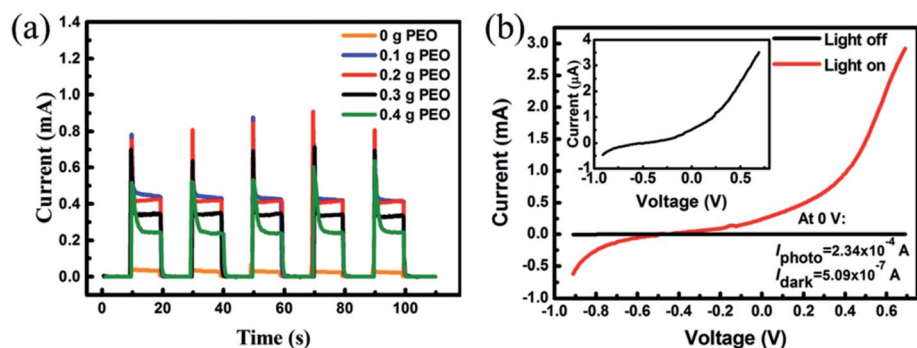 (a)
Current (mA)
1.4
1.2
1.0
0.8
0.6
0.4
0.2
0.0
0 g PEO
0.1 g PEO
0.2 g PEO
0.3 g PEO
0.4 g PEO
0 20 40 60 80 100
Time (s)
(b)
Current (mA)
3.0
2.5
2.0
1.5
1.0
0.5
0.0
-0.5
-1.0
Light off
Light on
Current (μA)
4
3
2
1
0
-1
-1.0 -0.5 0.0 0.5
Voltage (V)
At 0 V:
Iphoto=2.34x10-4 A
Idark=5.09x10-7 A
-1.0 -0.8 -0.6 -0.4 -0.2 0.0 0.2 0.4 0.6
Voltage (V)